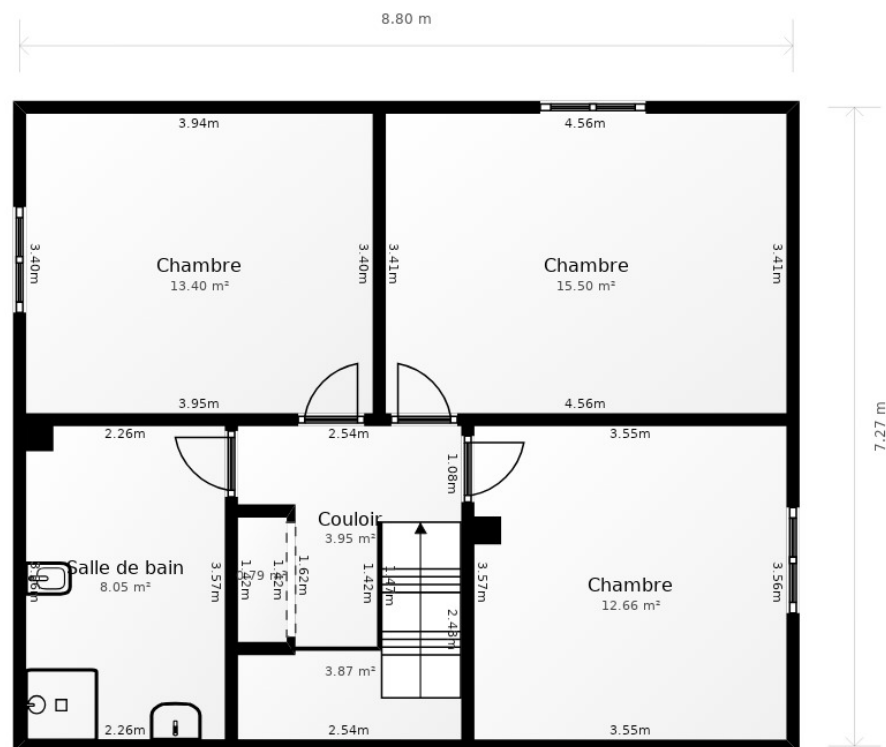 8.80 m
3.94m
4.56m
3.40m
3.40m
3.41m
3.41m
Chambre
13.40 m²
Chambre
15.50 m²
3.95m
4.56m
7.27 m
2.26m
2.54m
3.55m
1.08m
Couloir
3.95 m²
Salle de bain
8.05 m²
3.57m
1.42m
1.42m
1.62m
1.42m
3.57m
Chambre
12.66 m²
3.56m
3.87 m²
2.26m
2.54m
3.55m